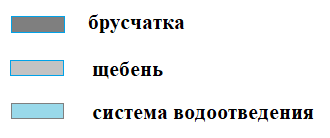 брусчатка
щебень
система водоотведения